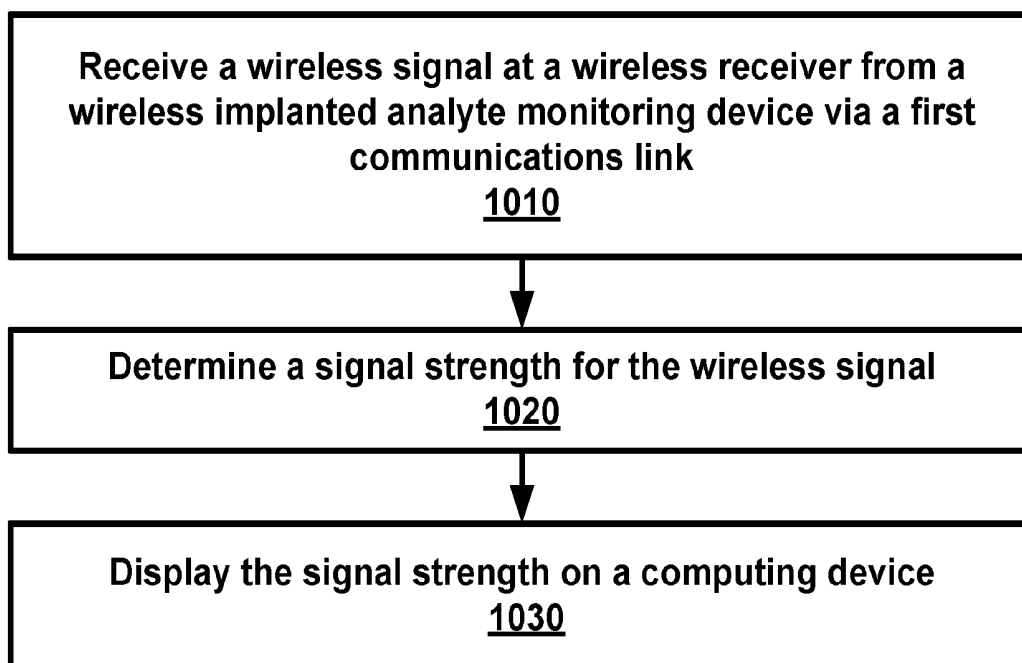 Receive a wireless signal at a wireless receiver from a
wireless implanted analyte monitoring device via a first
communications link
1010
Determine a signal strength for the wireless signal
1020
Display the signal strength on a computing device
1030